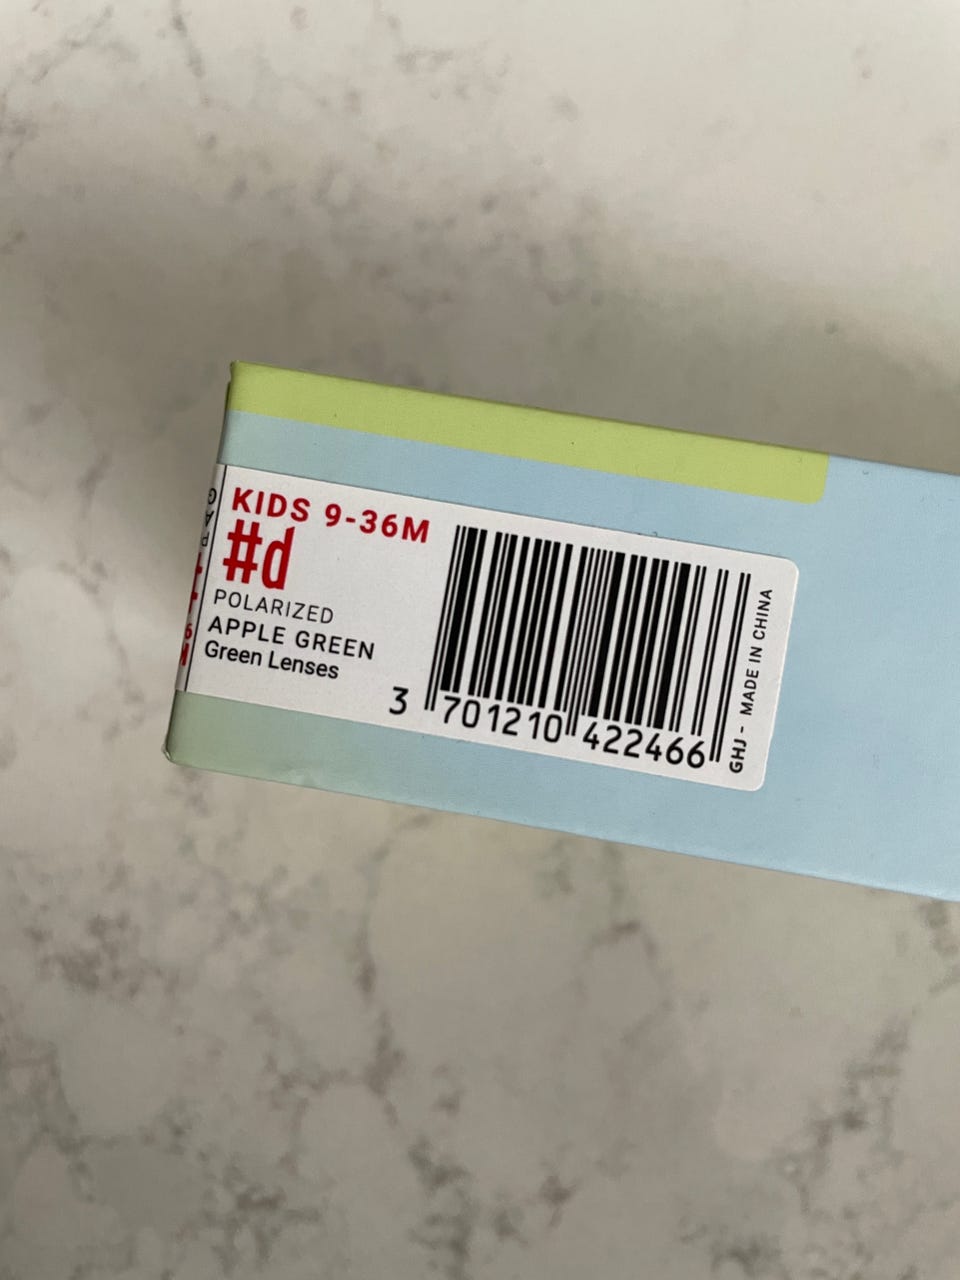 KIDS 9-36M
#d
POLARIZED
APPLE GREEN
Green Lenses
3 701210 422466
GHJ - MADE IN CHINA